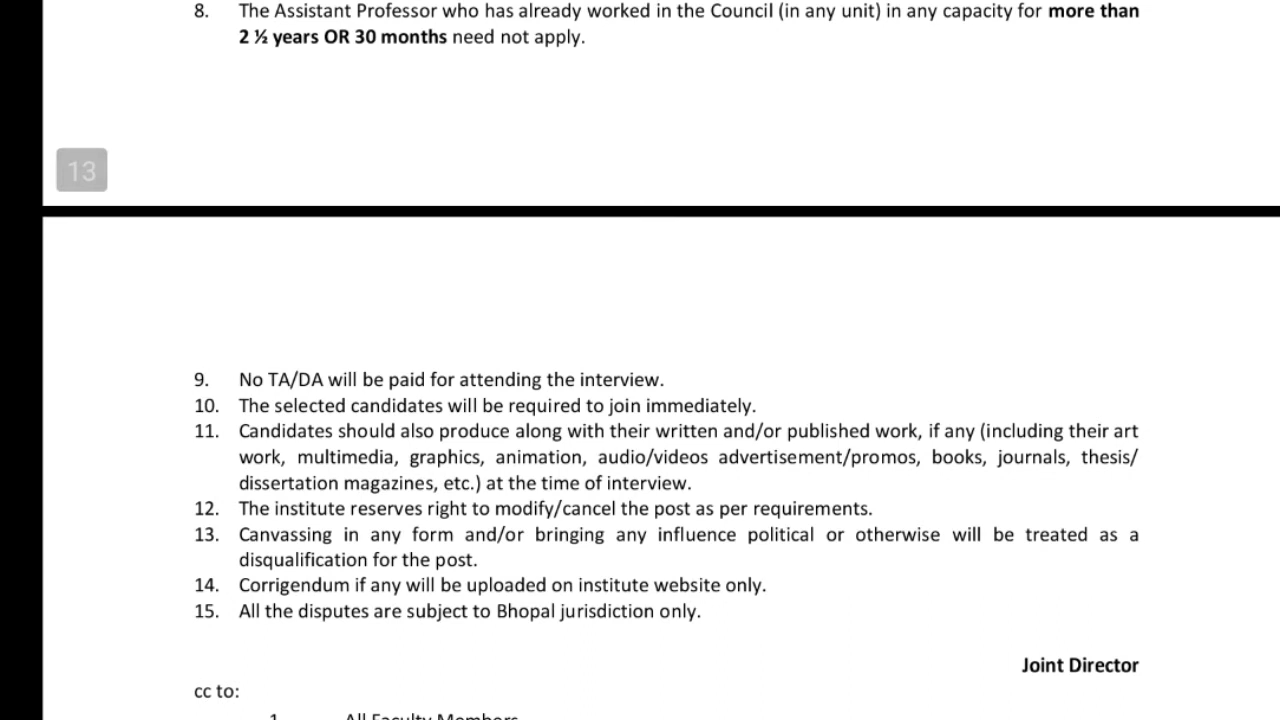 8. The Assistant Professor who has already worked in the Council (in any unit) in any capacity for more than
2 ½ years OR 30 months need not apply.
13
9. No TA/DA will be paid for attending the interview.
10. The selected candidates will be required to join immediately.
11. Candidates should also produce along with their written and/or published work, if any (including their art
work, multimedia, graphics, animation, audio/videos advertisement/promos, books, journals, thesis/
dissertation magazines, etc.) at the time of interview.
12. The institute reserves right to modify/cancel the post as per requirements.
13. Canvassing in any form and/or bringing any influence political or otherwise will be treated as a
disqualification for the post.
14. Corrigendum if any will be uploaded on institute website only.
15. All the disputes are subject to Bhopal jurisdiction only.
Joint Director
cc to:
1 All Faculty Members